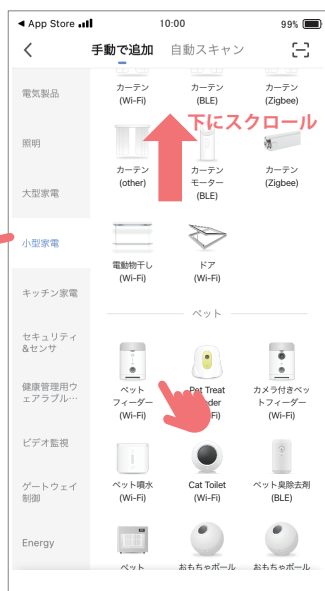 App Store
10:00
99%
手動で追加
自動スキャン
電気製品
照明
大型家電
小型家電
キッチン家電
セキュリティ
&センサ
健康管理用ウ
ェアラブル…
ビデオ監視
ゲートウェイ
制御
Energy
カーテン
(Wi-Fi)
カーテン
(BLE)
カーテン
(Zigbee)
下にスクロール
カーテン
(other)
カーテン
モーター
(BLE)
カーテン
(Zigbee)
電動物干し
(Wi-Fi)
ドア
(Wi-Fi)
ペット
ペット
フィーダー
(Wi-Fi)
Pet Treat
カメラ付きペッ
トフィーダー
(Wi-Fi)
ペット噴水
(Wi-Fi)
Cat Toilet
(Wi-Fi)
ペット臭除去剤
(BLE)
ペット
おもちゃボール
おもちゃボール